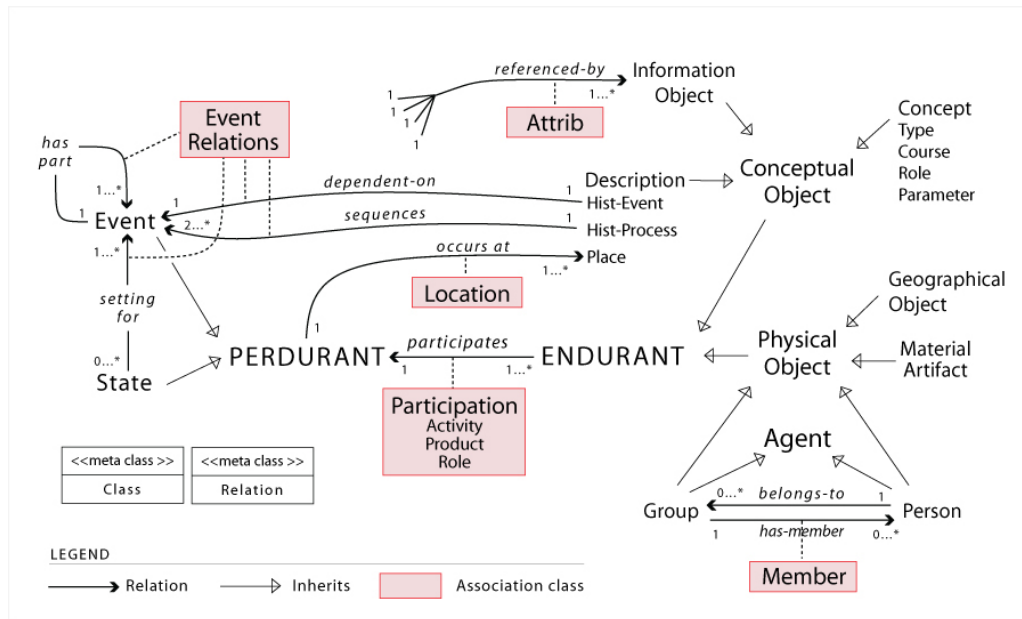 referenced-by
1...*
Information
Object
1
1
1
1
Attrib
Event
Relations
has
part
1...*
1
Event
1...*
Concept
Type
Course
Role
Parameter
Conceptual
Object
dependent-on
1
1
Description
Hist-Event
sequences
2...*
1
Hist-Process
occurs at
1...*
Place
Location
1
setting
for
0...*
State
Geographical
Object
PERDURANT
participates
1
1...*
ENDURANT
Physical
Object
Material
Artifact
Participation
Activity
Product
Role
Agent
<<meta class >>
Class
<<meta class >>
Relation
0...*
belongs-to
1
Group
Person
1
has-member
0...*
Member
LEGEND
Relation
Inherits
Association class